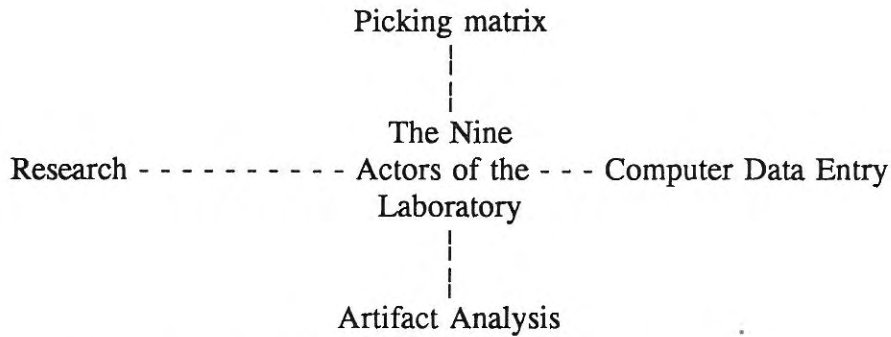 Picking matrix
The Nine
Research - - - - - - - - - - Actors of the - - - Computer Data Entry
Laboratory
Artifact Analysis